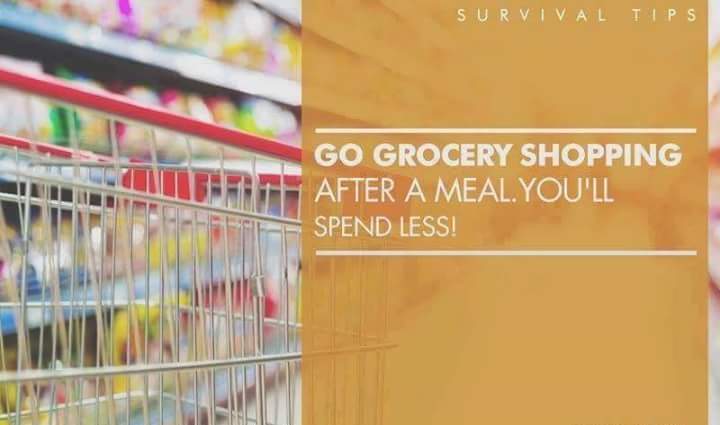 SURVIVAL TIPS
GO GROCERY SHOPPING
AFTER A MEAL.YOU'LL
SPEND LESS!